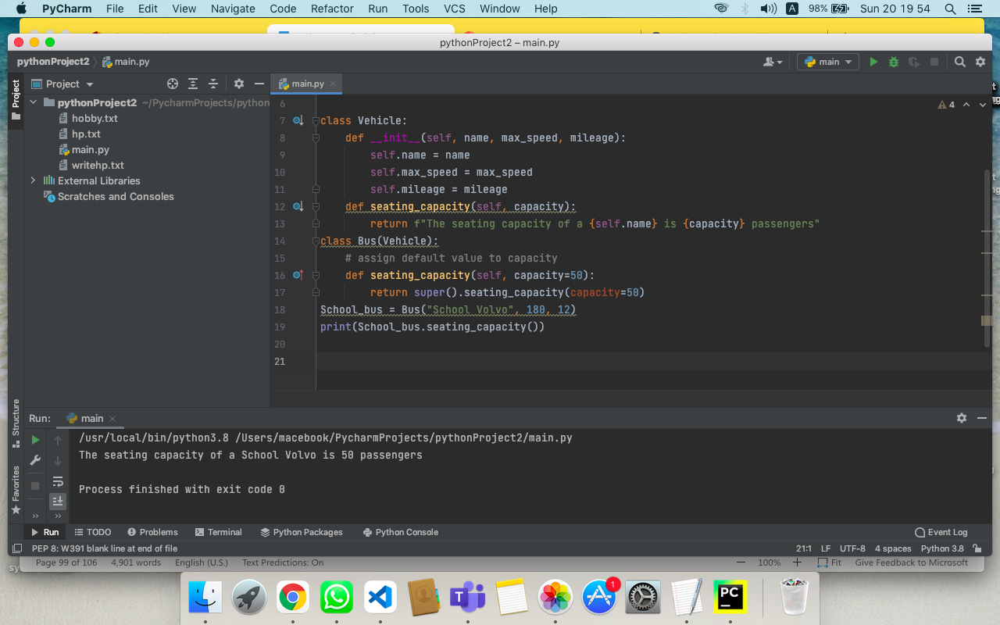 PyCharm File Edit View Navigate Code Refactor Run Tools VCS Window Help A 98% Sun 20 19 54
pythonProject2 – main.py
pythonProject2 main.py main
Project Project main.py
pythonProject2 ~/PycharmProjects/python
hobby.txt
hp.txt
main.py
writehp.txt
External Libraries
Scratches and Consoles
4
6
7 class Vehicle:
8 def __init__(self, name, max_speed, mileage):
9 self.name = name
10 self.max_speed = max_speed
11 self.mileage = mileage
12 def seating_capacity(self, capacity):
13 return f"The seating capacity of a {self.name} is {capacity} passengers"
14 class Bus(Vehicle):
15 # assign default value to capacity
16 def seating_capacity(self, capacity=50):
17 return super().seating_capacity(capacity=50)
18 School_bus = Bus("School Volvo", 180, 12)
19 print(School_bus.seating_capacity())
20
21
Structure
Favorites
Run: main
/usr/local/bin/python3.8 /Users/macebook/PycharmProjects/pythonProject2/main.py
The seating capacity of a School Volvo is 50 passengers
Process finished with exit code 0
Run TODO Problems Terminal Python Packages Python Console Event Log
PEP 8: W391 blank line at end of file 21:1 LF UTF-8 4 spaces Python 3.8
Page 99 of 106 4,901 words English (U.S.) Text Predictions: On 100% Fit Give Feedback to Microsoft
1
PC